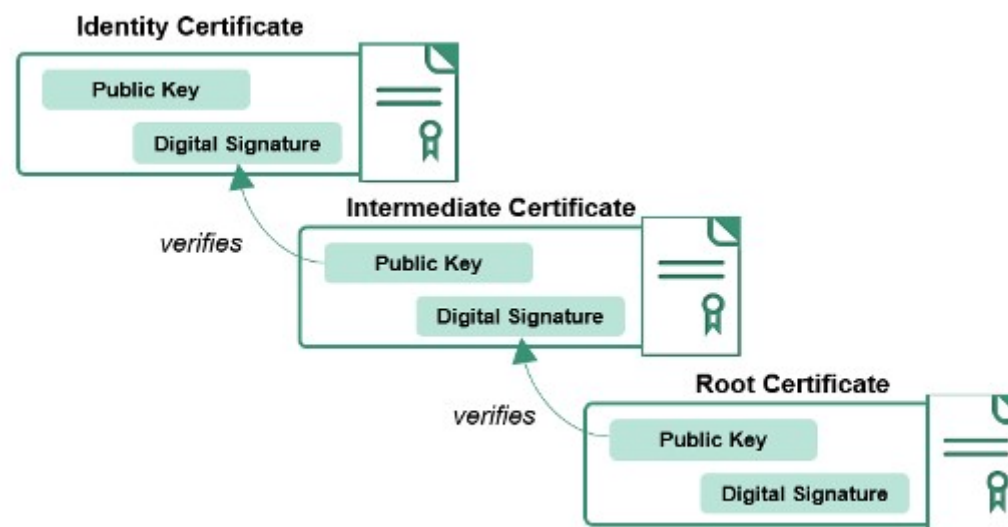 Identity Certificate
Public Key
Digital Signature
verifies
Intermediate Certificate
Public Key
Digital Signature
verifies
Root Certificate
Public Key
Digital Signature